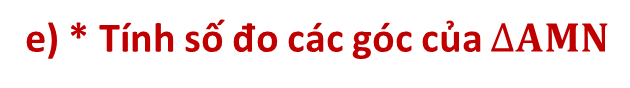 e) * Tính số đo các góc của ΔAMN